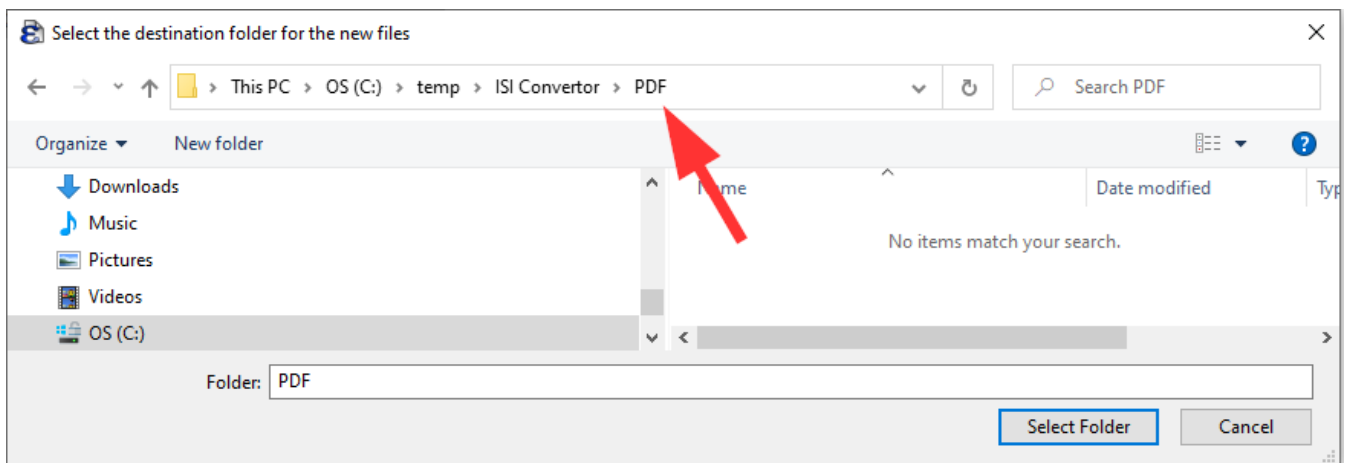 Select the destination folder for the new files
This PC > OS (C:) > temp > ISI Convertor > PDF
Search PDF
Organize
New folder
Downloads
Music
Pictures
Videos
OS (C:)
Date modified
No items match your search.
Folder: PDF
Select Folder
Cancel